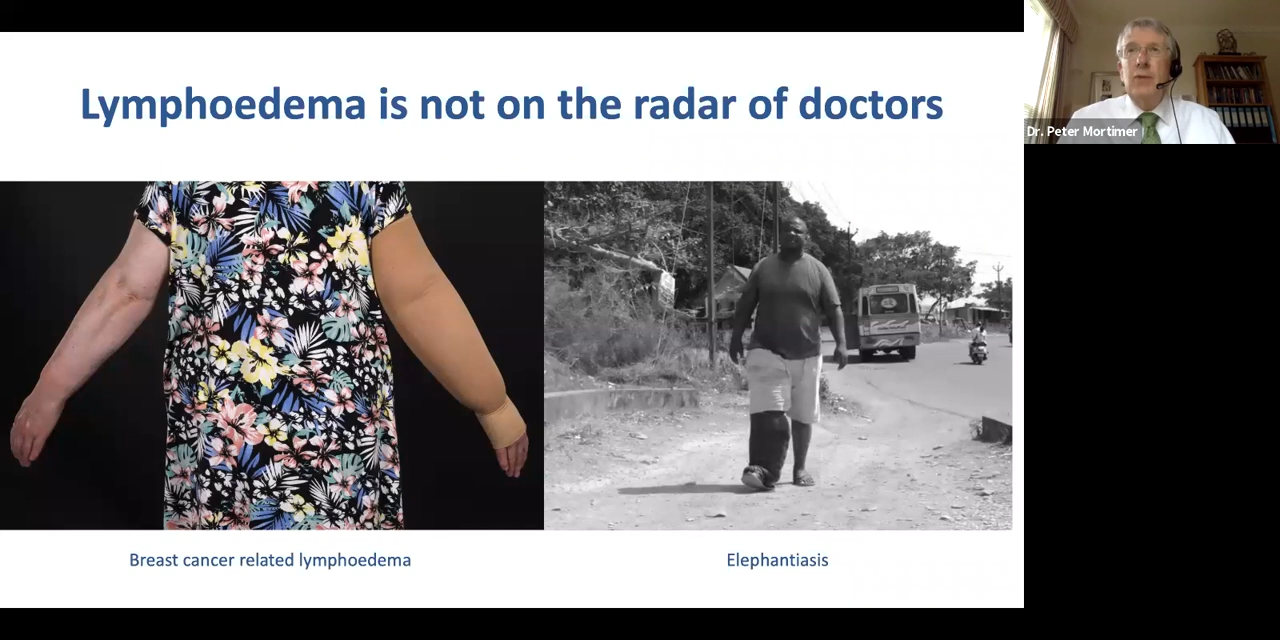 Lymphoedema is not on the radar of doctors
Dr. Peter Mortimer
Breast cancer related lymphoedema
Elephantiasis